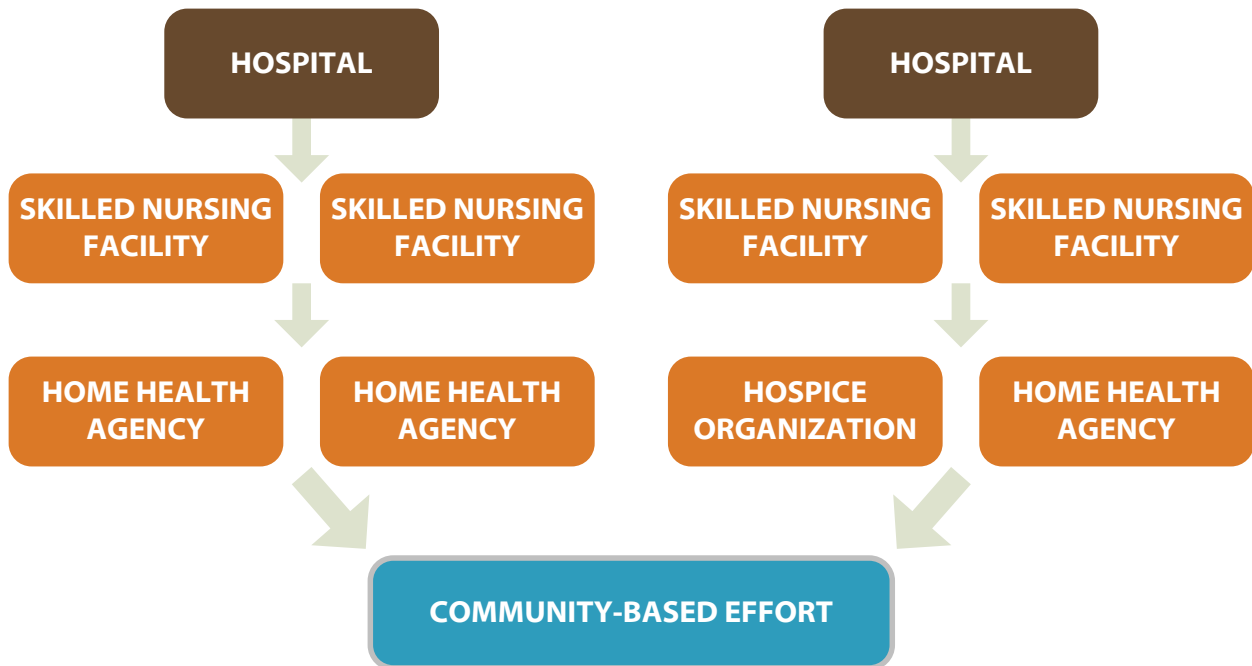 HOSPITAL
HOSPITAL
SKILLED NURSING
FACILITY
SKILLED NURSING
FACILITY
SKILLED NURSING
FACILITY
SKILLED NURSING
FACILITY
HOME HEALTH
AGENCY
HOME HEALTH
AGENCY
HOSPICE
ORGANIZATION
HOME HEALTH
AGENCY
COMMUNITY-BASED EFFORT